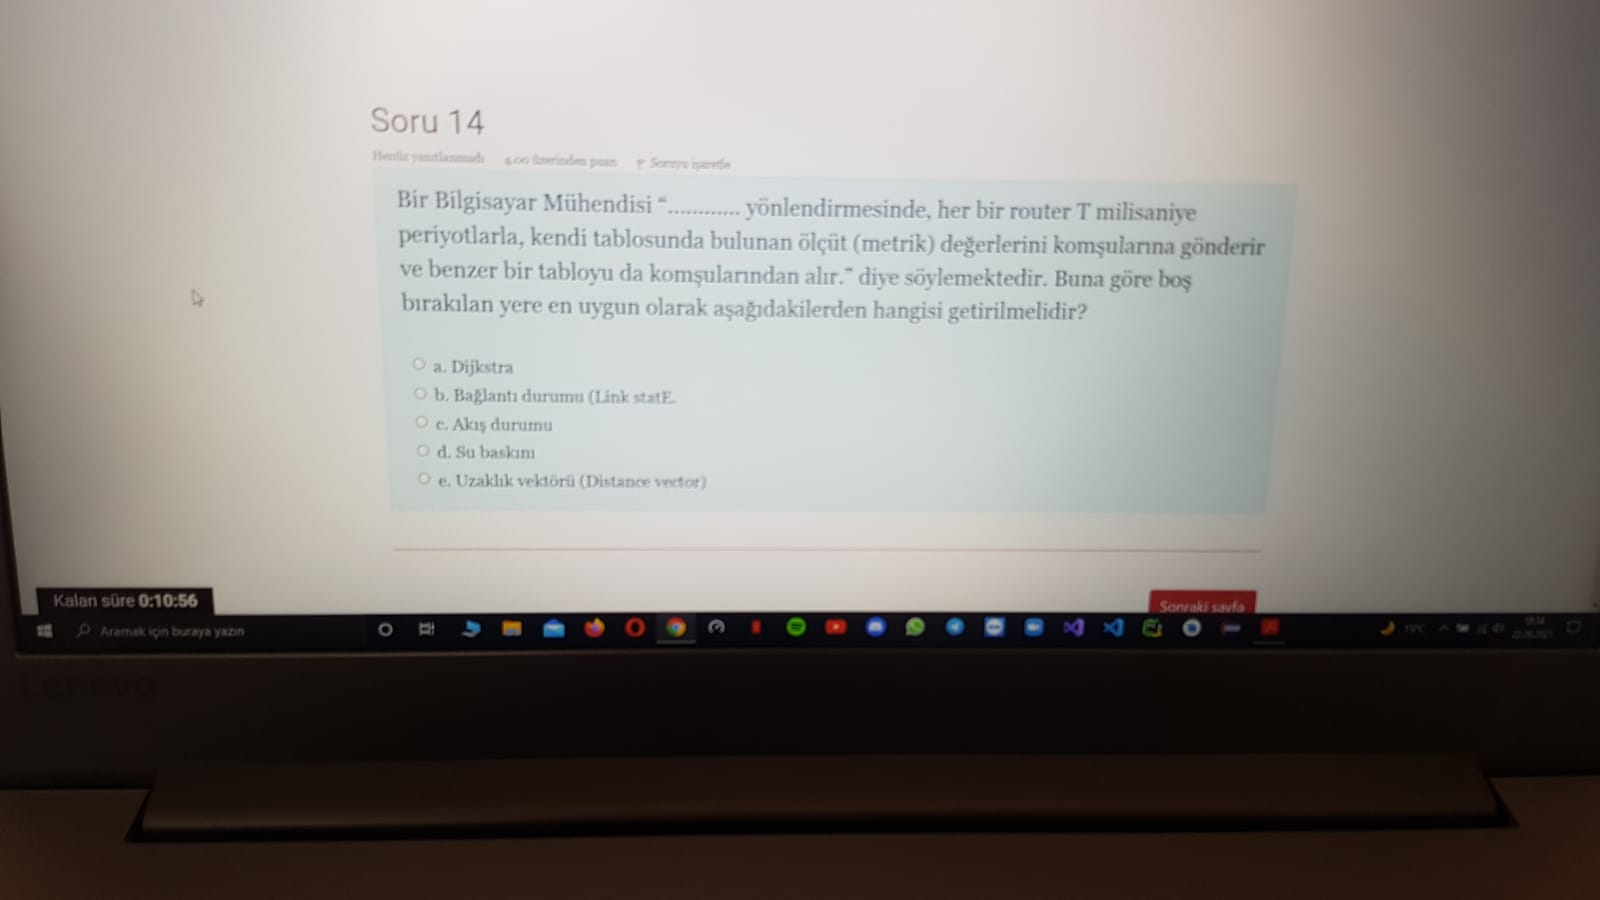 Soru 14
Henüz yanıtlanmadı 4.00 üzerinden puan Soruyu işaretle
Bir Bilgisayar Mühendisi “............ yönlendirmesinde, her bir router T milisaniye
periyotlarla, kendi tablosunda bulunan ölçüt (metrik) değerlerini komşularına gönderir
ve benzer bir tabloyu da komşularından alır.” diye söylemektedir. Buna göre boş
bırakılan yere en uygun olarak aşağıdakilerden hangisi getirilmelidir?
a. Dijkstra
b. Bağlantı durumu (Link statE.
c. Akış durumu
d. Su baskını
e. Uzaklık vektörü (Distance vector)
Kalan süre 0:10:56
Sonraki sayfa
Aramak için buraya yazın
Lenovo